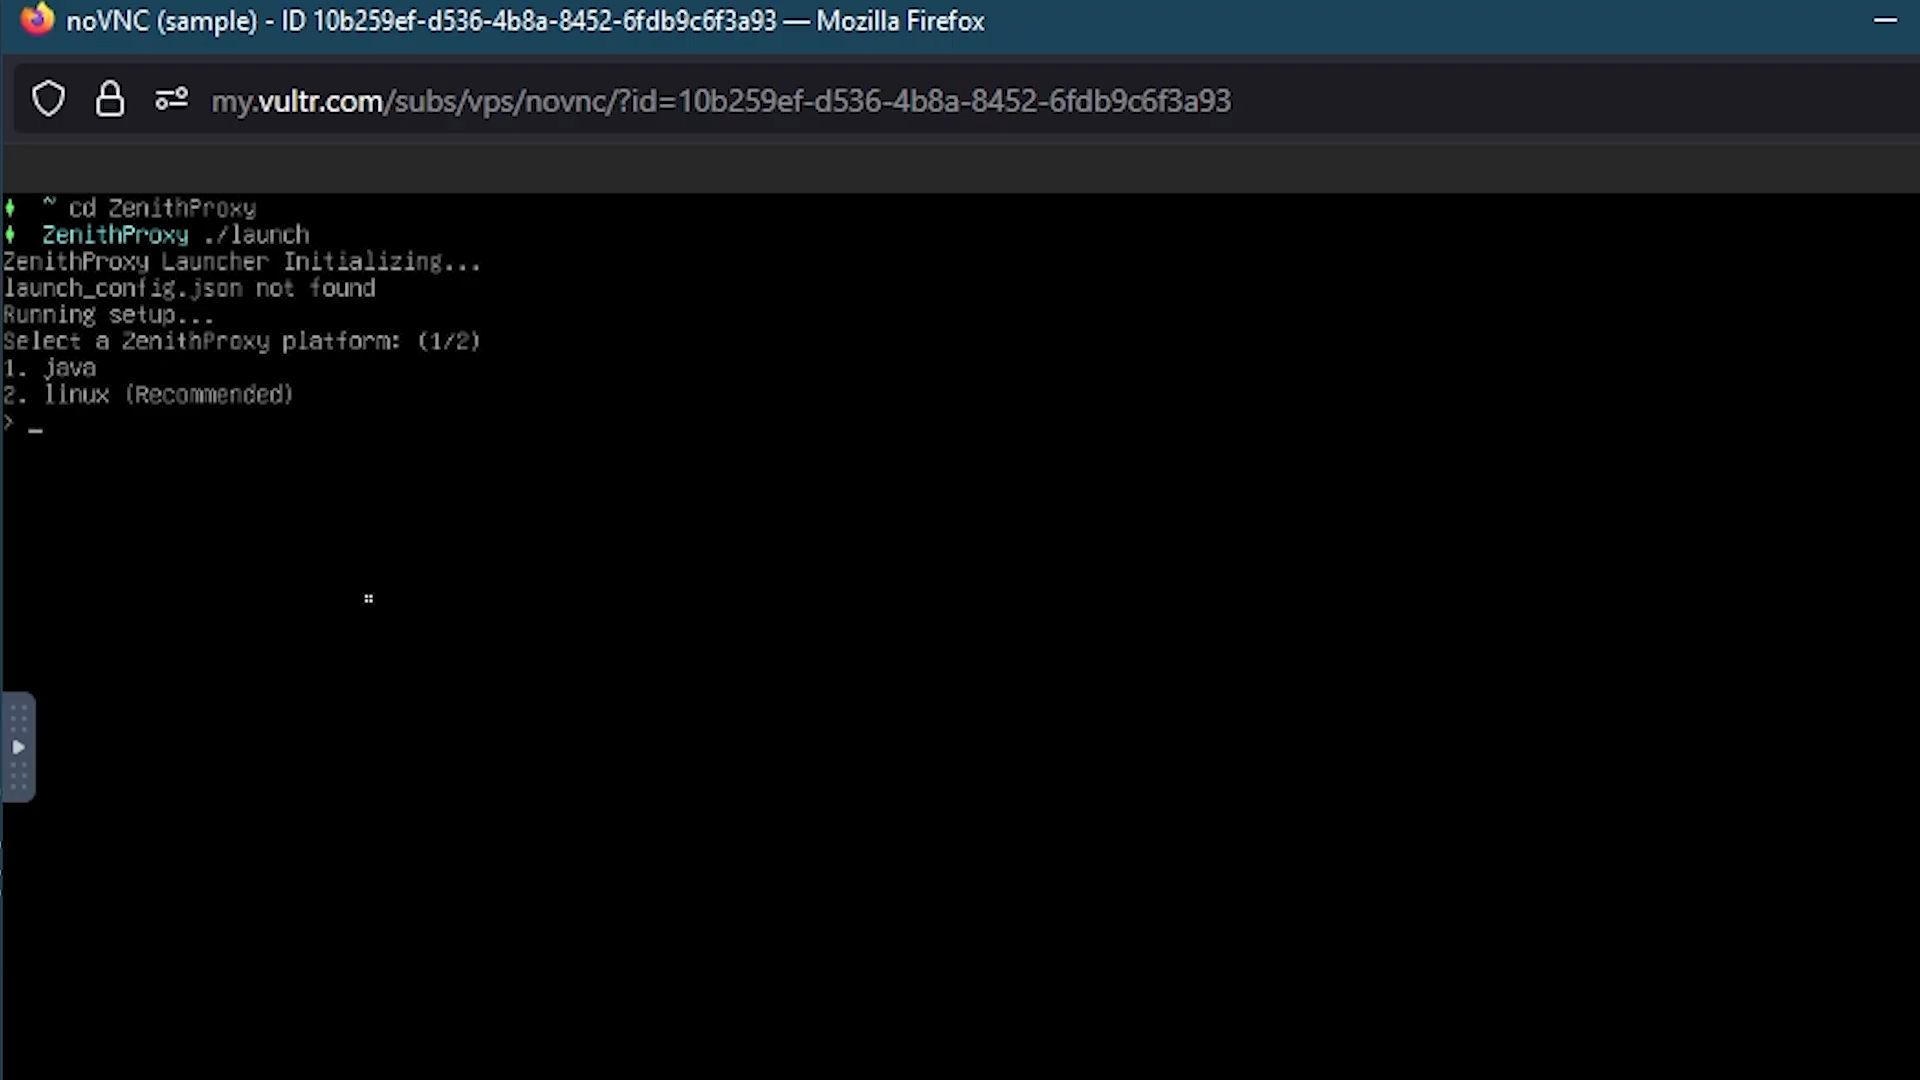 noVNC (sample) - ID 10b259ef-d536-4b8a-8452-6fdb9c6f3a93 — Mozilla Firefox
my.vultr.com/subs/vps/novnc/?id=10b259ef-d536-4b8a-8452-6fdb9c6f3a93
~ cd ZenithProxy
ZenithProxy ./launch
ZenithProxy Launcher Initializing...
launch_config.json not found
Running setup...
Select a ZenithProxy platform: (1/2)
1. java
2. linux (Recommended)
> _